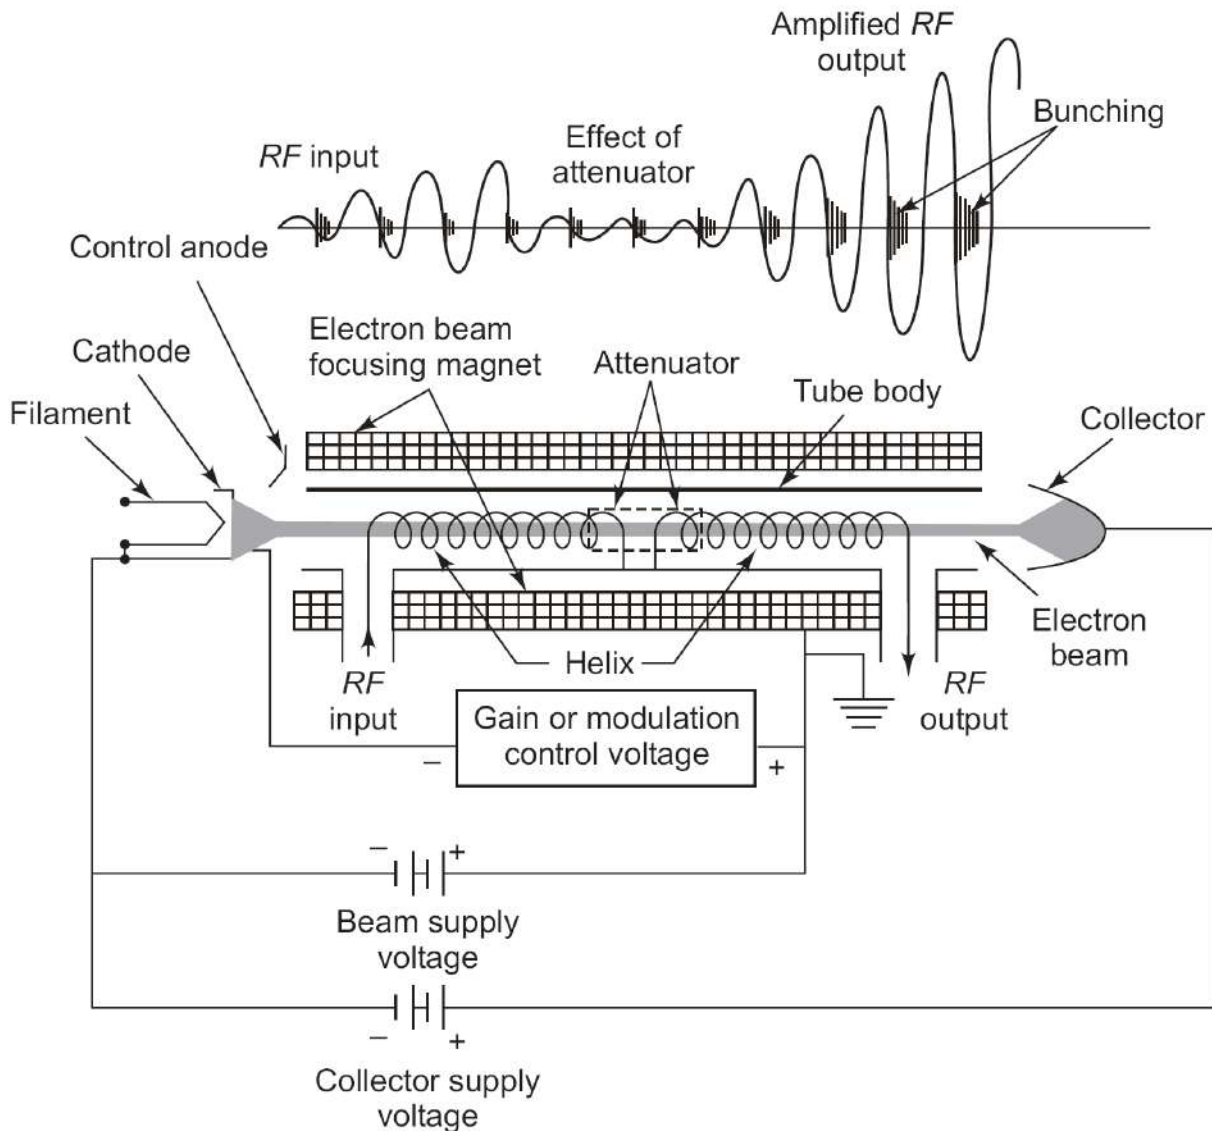 Amplified RF
output
Bunching
Effect of
attenuator
RF input
Control anode
Electron beam
focusing magnet
Cathode
Attenuator
Tube body
Filament
Collector
Helix
Electron
beam
RF
input
RF
output
Gain or modulation
control voltage
– +
– +
Beam supply
voltage
– +
Collector supply
voltage